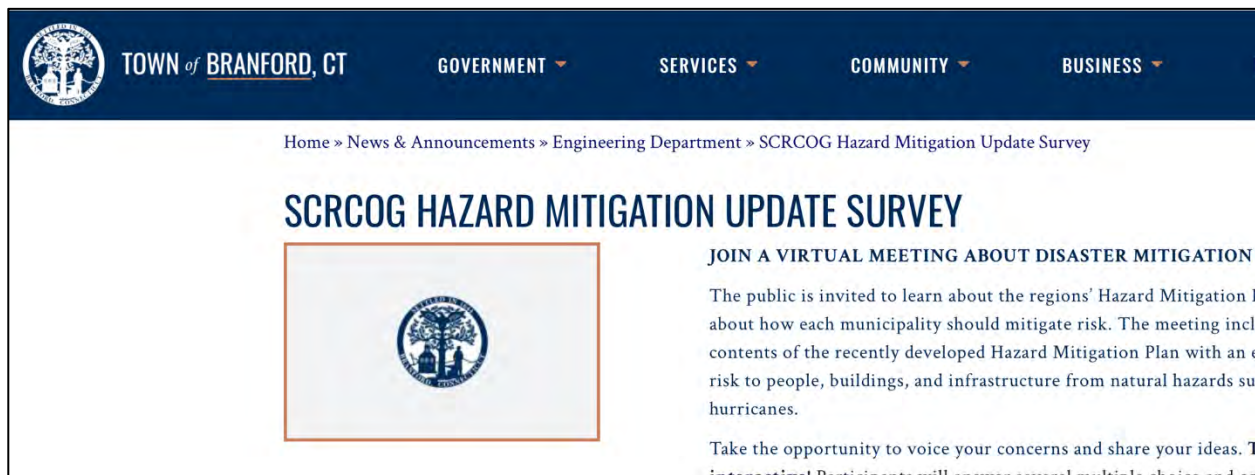 TOWN of BRANFORD, CT
GOVERNMENT
SERVICES
COMMUNITY
BUSINESS
Home » News & Announcements » Engineering Department » SCRCOG Hazard Mitigation Update Survey
SCRCOG HAZARD MITIGATION UPDATE SURVEY
JOIN A VIRTUAL MEETING ABOUT DISASTER MITIGATION
The public is invited to learn about the regions' Hazard Mitigation
about how each municipality should mitigate risk. The meeting incl
contents of the recently developed Hazard Mitigation Plan with an e
risk to people, buildings, and infrastructure from natural hazards su
hurricanes.
Take the opportunity to voice your concerns and share your ideas. T